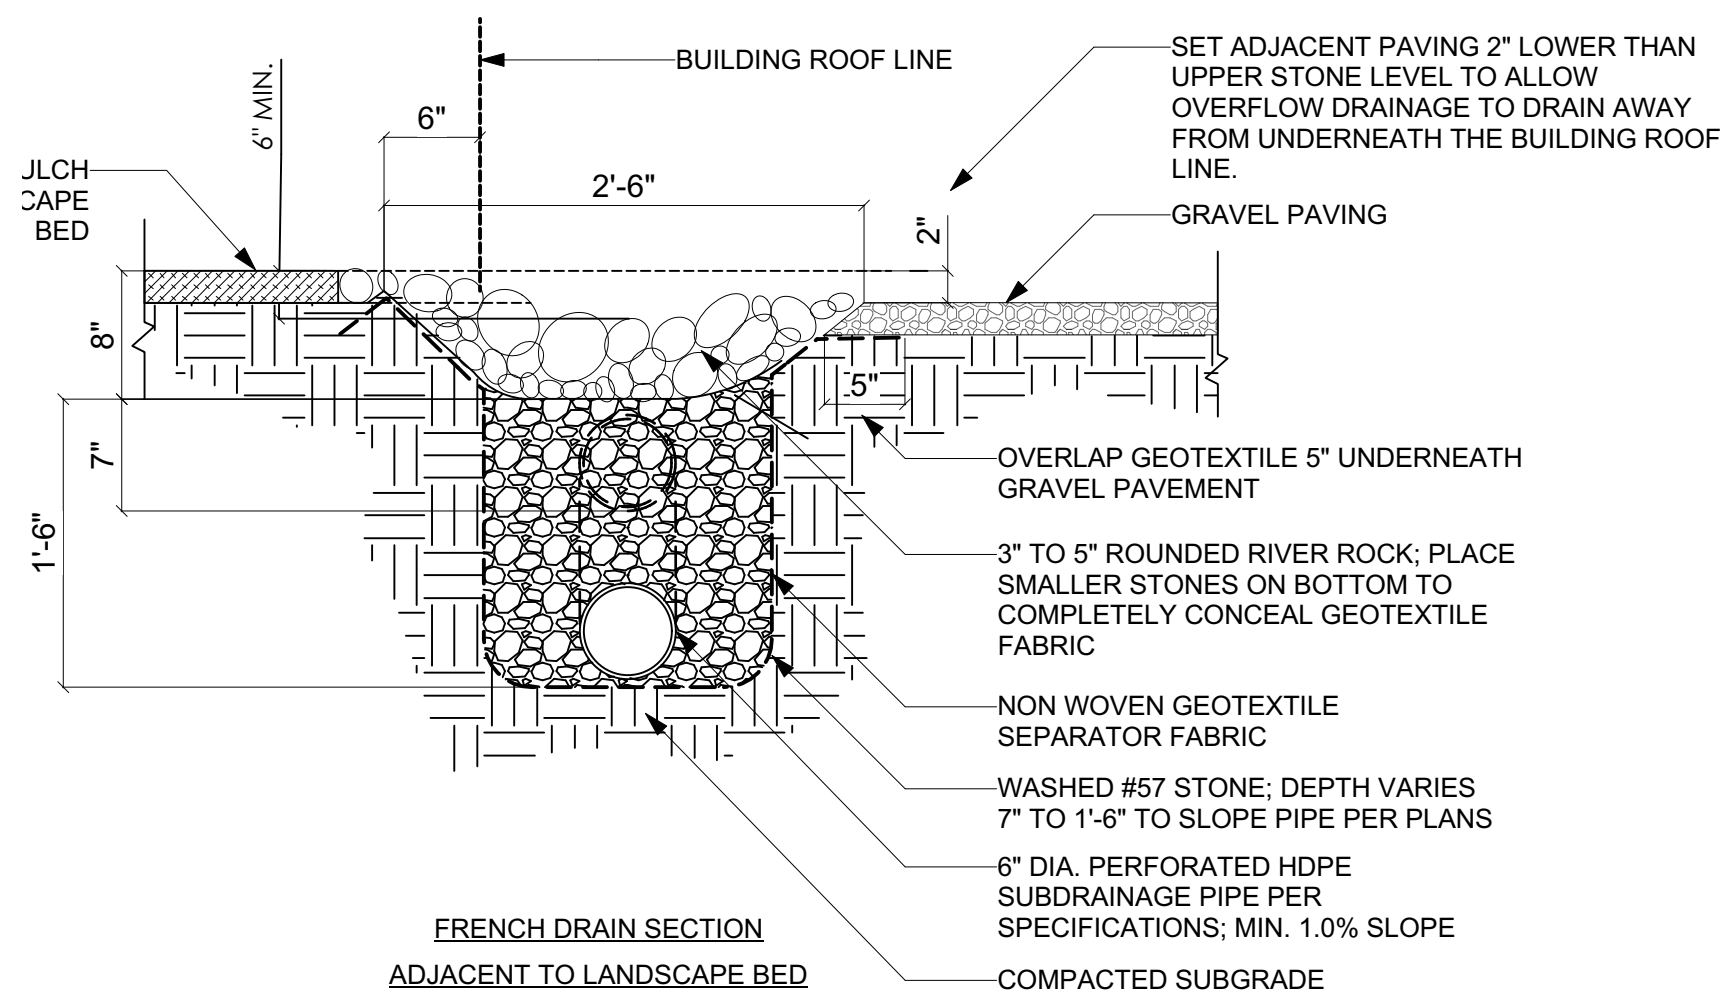 BUILDING ROOF LINE
SET ADJACENT PAVING 2" LOWER THAN
UPPER STONE LEVEL TO ALLOW
OVERFLOW DRAINAGE TO DRAIN AWAY
FROM UNDERNEATH THE BUILDING ROOF
LINE.
6" MIN.
6"
2'-6"
ULCH
CAPE
BED
GRAVEL PAVING
2"
8"
5"
7"
1'-6"
OVERLAP GEOTEXTILE 5" UNDERNEATH
GRAVEL PAVEMENT
3" TO 5" ROUNDED RIVER ROCK; PLACE
SMALLER STONES ON BOTTOM TO
COMPLETELY CONCEAL GEOTEXTILE
FABRIC
NON WOVEN GEOTEXTILE
SEPARATOR FABRIC
WASHED #57 STONE; DEPTH VARIES
7" TO 1'-6" TO SLOPE PIPE PER PLANS
6" DIA. PERFORATED HDPE
SUBDRAINAGE PIPE PER
SPECIFICATIONS; MIN. 1.0% SLOPE
COMPACTED SUBGRADE
FRENCH DRAIN SECTION
ADJACENT TO LANDSCAPE BED